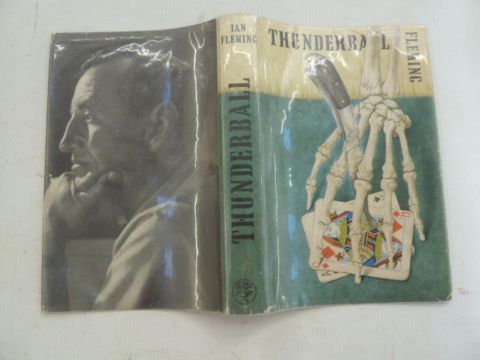 IAN
FLEMING
THUNDERBALL
THUNDERBALL
FLEMING
Q